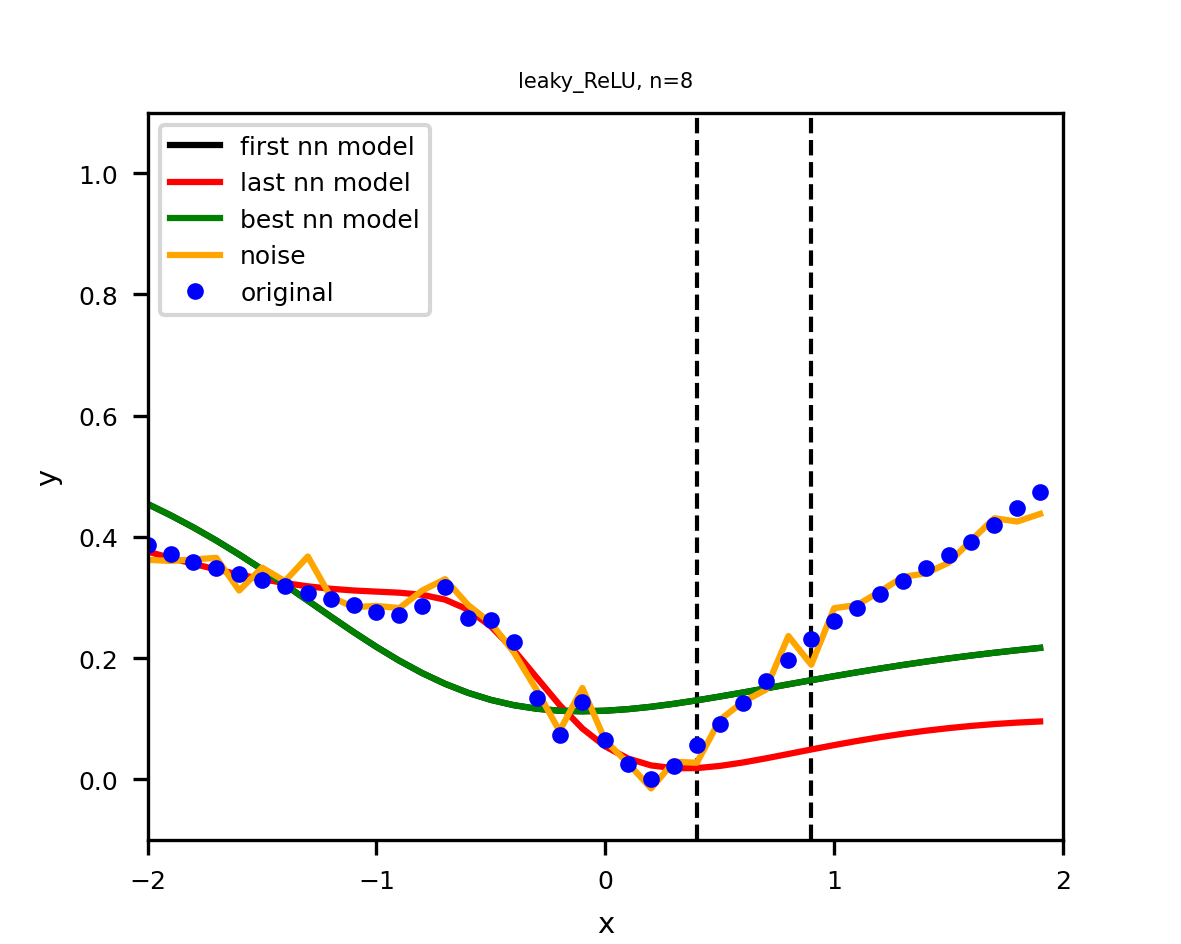 leaky_ReLU, n=8
first nn model
last nn model
best nn model
noise
original
1.0
0.8
0.6
0.4
0.2
0.0
y
−2
−1
0
1
2
x